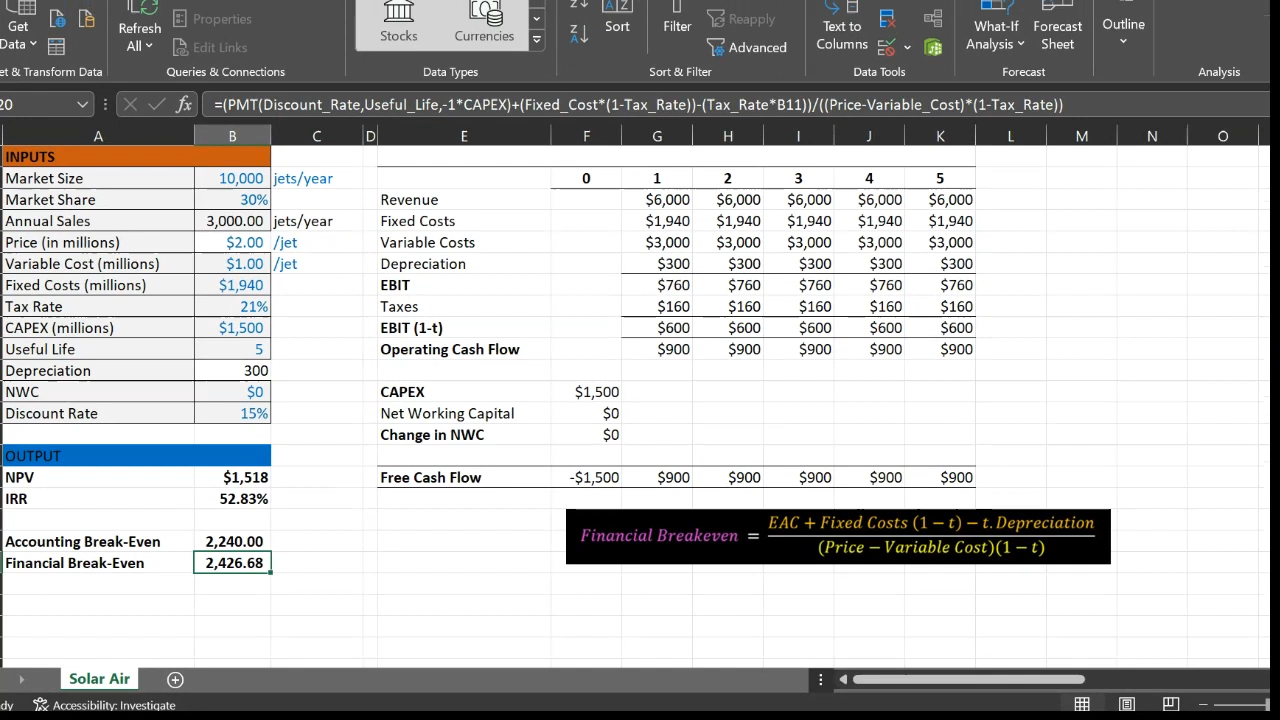 Get
Data
Refresh
All
Properties
Edit Links
Stocks
Currencies
Sort
Filter
Reapply
Advanced
Text to
Columns
What-If
Analysis
Forecast
Sheet
Outline
et & Transform Data
Queries & Connections
Data Types
Sort & Filter
Data Tools
Forecast
Analysis
20 fx =(PMT(Discount_Rate,Useful_Life,-1*CAPEX)+(Fixed_Cost*(1-Tax_Rate))-(Tax_Rate*B11))/((Price-Variable_Cost)*(1-Tax_Rate))
A B C D E F G H I J K L M N O
INPUTS
Market Size 10,000 jets/year 0 1 2 3 4 5
Market Share 30% Revenue $6,000 $6,000 $6,000 $6,000 $6,000
Annual Sales 3,000.00 jets/year Fixed Costs $1,940 $1,940 $1,940 $1,940 $1,940
Price (in millions) $2.00 /jet Variable Costs $3,000 $3,000 $3,000 $3,000 $3,000
Variable Cost (millions) $1.00 /jet Depreciation $300 $300 $300 $300 $300
Fixed Costs (millions) $1,940 EBIT $760 $760 $760 $760 $760
Tax Rate 21% Taxes $160 $160 $160 $160 $160
CAPEX (millions) $1,500 EBIT (1-t) $600 $600 $600 $600 $600
Useful Life 5 Operating Cash Flow $900 $900 $900 $900 $900
Depreciation 300
NWC $0 CAPEX $1,500
Discount Rate 15% Net Working Capital $0
Change in NWC $0
OUTPUT
NPV $1,518 Free Cash Flow -$1,500 $900 $900 $900 $900 $900
IRR 52.83%
Financial Breakeven = EAC + Fixed Costs (1 − t) − t. Depreciation
(Price − Variable Cost)(1 − t)
Accounting Break-Even 2,240.00
Financial Break-Even 2,426.68
Solar Air
dy Accessibility: Investigate